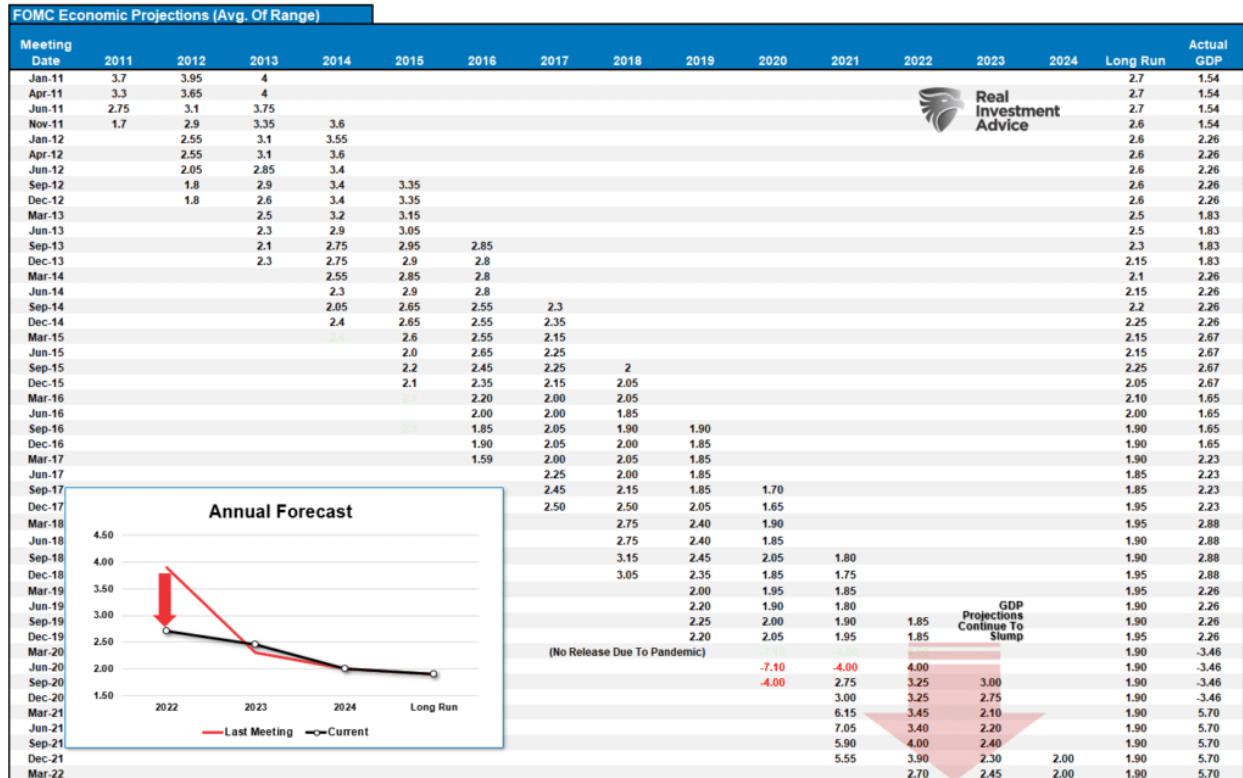 FOMC Economic Projections (Avg. Of Range)
Meeting Date 2011 2012 2013 2014 2015 2016 2017 2018 2019 2020 2021 2022 2023 2024 Long Run Actual GDP
Jan-11 3.7 3.95 4 2.7 1.54
Apr-11 3.3 3.65 4 2.7 1.54
Jun-11 2.75 3.1 3.75 2.7 1.54
Nov-11 1.7 2.9 3.35 3.6 2.6 1.54
Real
Investment
Advice
Jan-12 2.55 3.1 3.55 2.6 2.26
Apr-12 2.55 3.1 3.6 2.6 2.26
Jun-12 2.05 2.85 3.4 2.6 2.26
Sep-12 1.8 2.9 3.4 3.35 2.6 2.26
Dec-12 1.8 2.6 3.4 3.35 2.6 2.26
Mar-13 2.5 3.2 3.15 2.5 1.83
Jun-13 2.3 2.9 3.05 2.5 1.83
Sep-13 2.1 2.75 2.95 2.85 2.3 1.83
Dec-13 2.3 2.75 2.9 2.8 2.15 1.83
Mar-14 2.55 2.85 2.8 2.1 2.26
Jun-14 2.3 2.9 2.8 2.15 2.26
Sep-14 2.05 2.65 2.55 2.3 2.2 2.26
Dec-14 2.4 2.65 2.55 2.35 2.25 2.26
Mar-15 2.6 2.55 2.15 2.15 2.67
Jun-15 2.0 2.65 2.25 2.15 2.67
Sep-15 2.2 2.45 2.25 2 2.25 2.67
Dec-15 2.1 2.35 2.15 2.05 2.05 2.67
Mar-16 2.20 2.00 2.05 2.10 1.65
Jun-16 2.00 2.00 1.85 2.00 1.65
Sep-16 1.85 2.05 1.90 1.90 1.90 1.65
Dec-16 1.90 2.05 2.00 1.85 1.90 1.65
Mar-17 1.59 2.00 2.05 1.85 1.90 2.23
Jun-17 2.25 2.00 1.85 1.85 2.23
Sep-17 2.45 2.15 1.85 1.70 1.85 2.23
Dec-17 2.50 2.50 2.05 1.65 1.95 2.23
Mar-18 2.75 2.40 1.90 1.95 2.88
Jun-18 2.75 2.40 1.85 1.90 2.88
Sep-18 3.15 2.45 2.05 1.80 1.90 2.88
Dec-18 3.05 2.35 1.85 1.75 1.95 2.88
Mar-19 2.00 1.95 1.85 1.90 2.26
Jun-19 2.20 1.90 1.80 1.90 2.26
Sep-19 2.25 2.00 1.90 1.85 1.90 2.26
Dec-19 2.20 2.05 1.95 1.85 1.95 2.26
GDP
Projections
Continue To
Slump
Mar-20 (No Release Due To Pandemic) 1.90 -3.46
Jun-20 -7.10 -4.00 4.00 1.90 -3.46
Sep-20 -4.00 2.75 3.25 3.00 1.90 -3.46
Dec-20 3.00 3.25 2.75 1.90 -3.46
Mar-21 6.15 3.45 2.10 1.90 5.70
Jun-21 7.05 3.40 2.20 1.90 5.70
Sep-21 5.90 4.00 2.40 1.90 5.70
Dec-21 5.55 3.90 2.30 2.00 1.90 5.70
Mar-22 2.70 2.45 2.00 1.90 5.70
Annual Forecast
4.50
4.00
3.50
3.00
2.50
2.00
1.50
2022 2023 2024 Long Run
Last Meeting Current